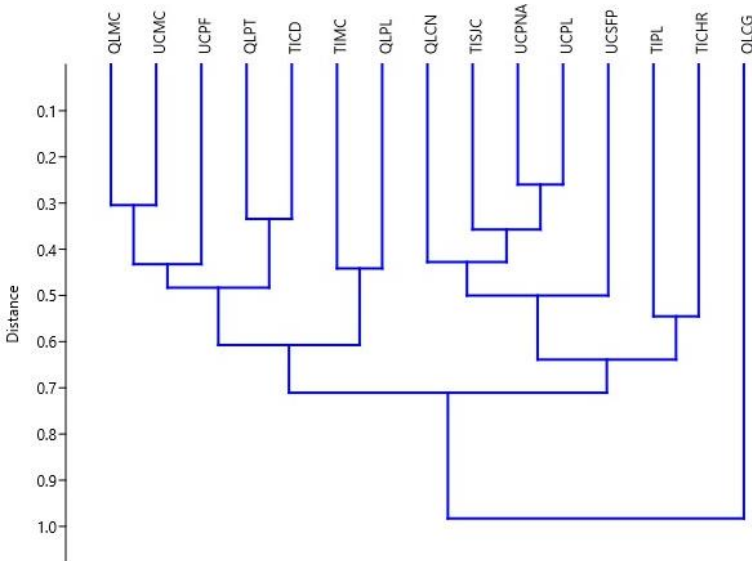 QLMC
UCMC
UCPF
QLPT
TICD
TIMC
QLPL
QLCN
TISJC
UCPNA
UCPL
UCSFP
TIPL
TICHR
QLCG
0.1
0.2
0.3
0.4
0.5
0.6
0.7
0.8
0.9
1.0
Distance